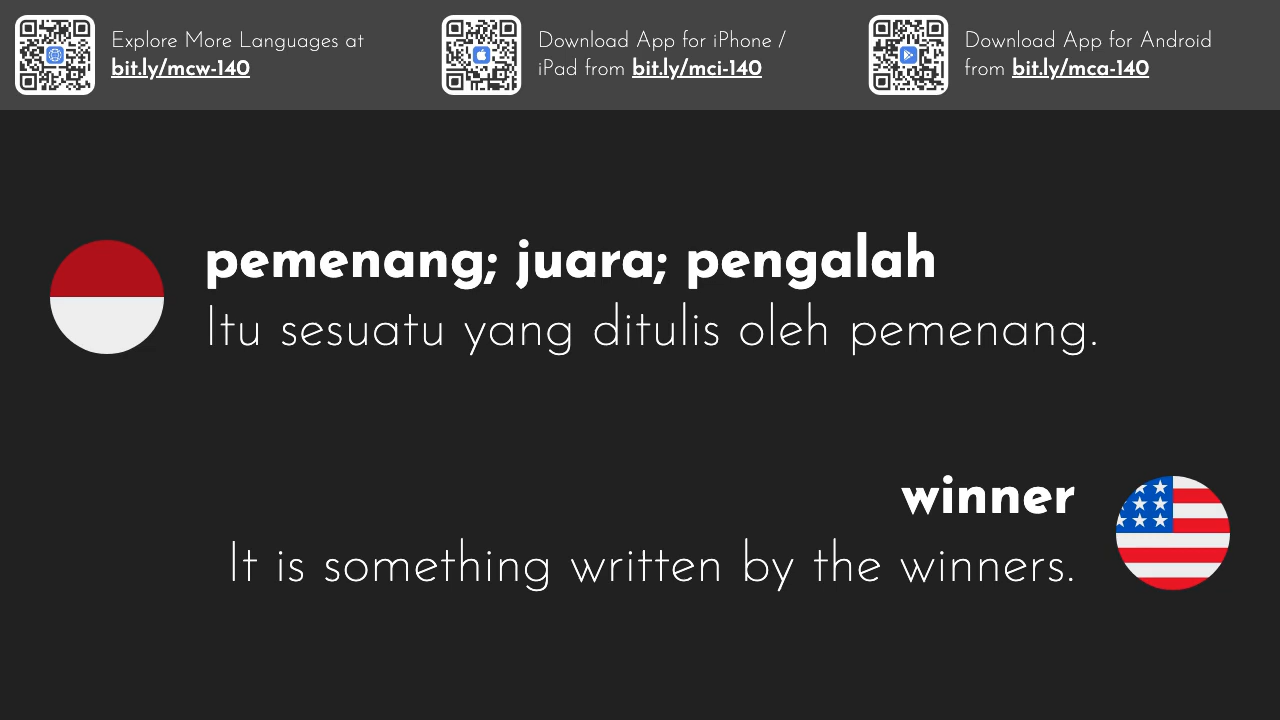 Explore More Languages at
bit.ly/mcw-140
Download App for iPhone /
iPad from bit.ly/mci-140
Download App for Android
from bit.ly/mca-140
pemenang; juara; pengalah
Itu sesuatu yang ditulis oleh pemenang.
winner
It is something written by the winners.